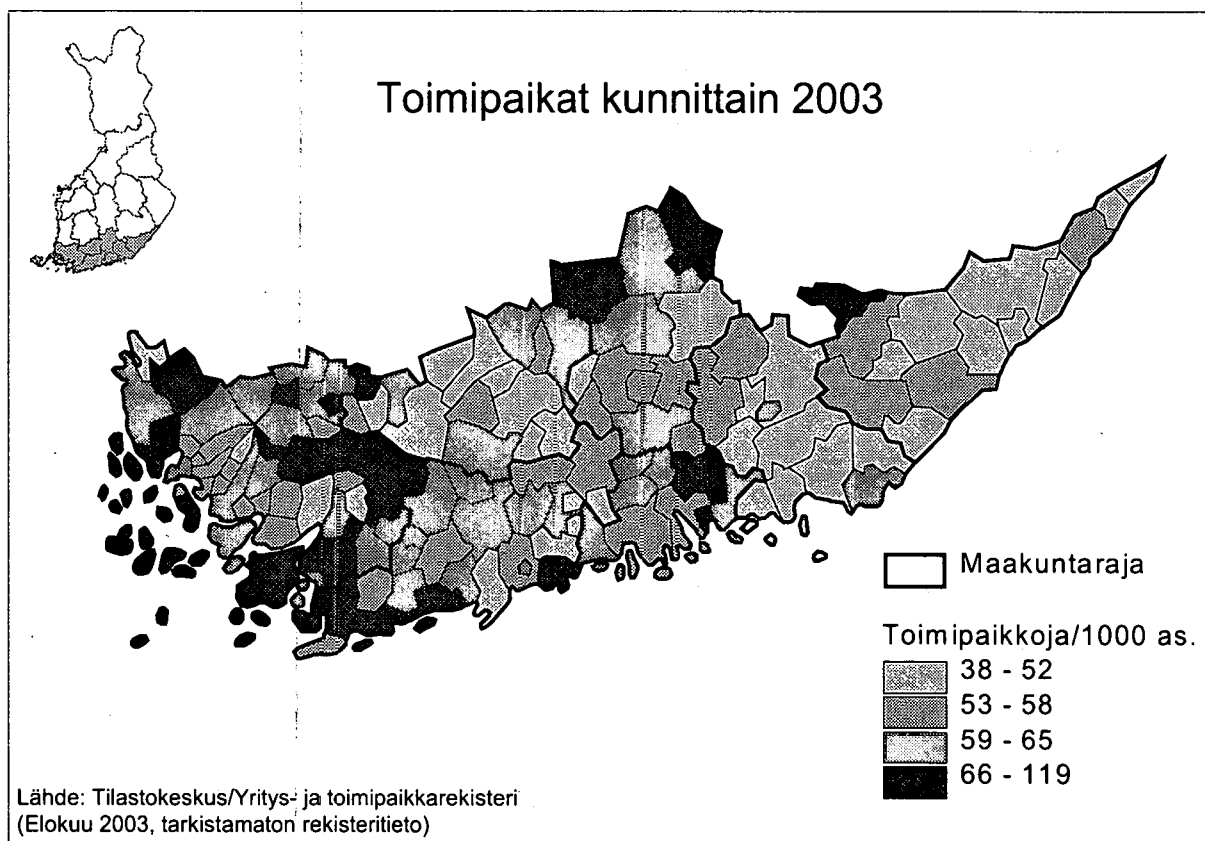 Toimipaikat kunnittain 2003
Maakuntaraja
Toimipaikkoja/1000 as.
38 - 52
53 - 58
59 - 65
66 - 119
Lähde: Tilastokeskus/Yritys- ja toimipaikkarekisteri
(Elokuu 2003, tarkistamaton rekisteritieto)